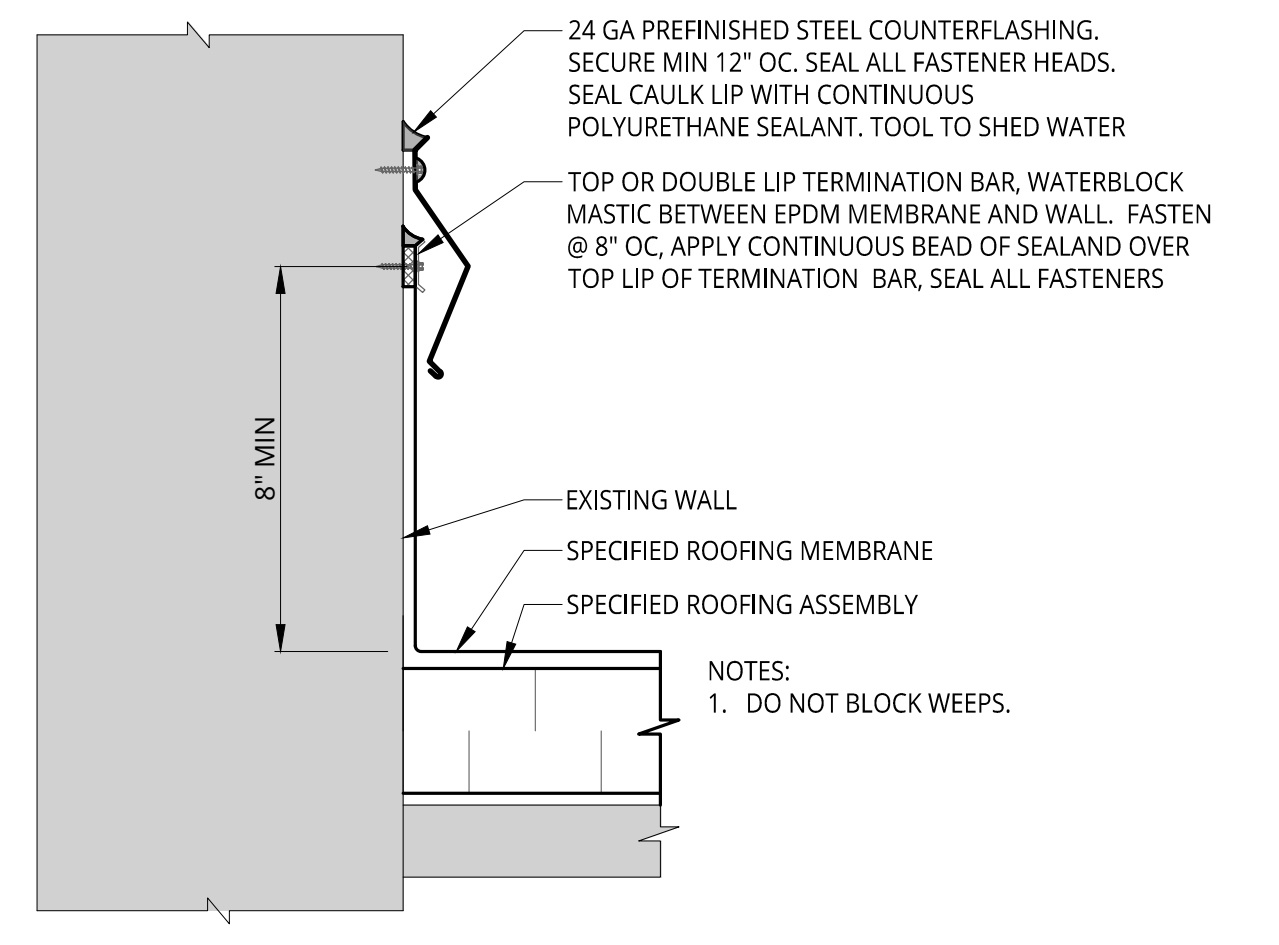 24 GA PREFINISHED STEEL COUNTERFLASHING.
SECURE MIN 12" OC. SEAL ALL FASTENER HEADS.
SEAL CAULK LIP WITH CONTINUOUS
POLYURETHANE SEALANT. TOOL TO SHED WATER
TOP OR DOUBLE LIP TERMINATION BAR, WATERBLOCK
MASTIC BETWEEN EPDM MEMBRANE AND WALL. FASTEN
@ 8" OC, APPLY CONTINUOUS BEAD OF SEALAND OVER
TOP LIP OF TERMINATION BAR, SEAL ALL FASTENERS
8" MIN
EXISTING WALL
SPECIFIED ROOFING MEMBRANE
SPECIFIED ROOFING ASSEMBLY
NOTES:
1. DO NOT BLOCK WEEPS.